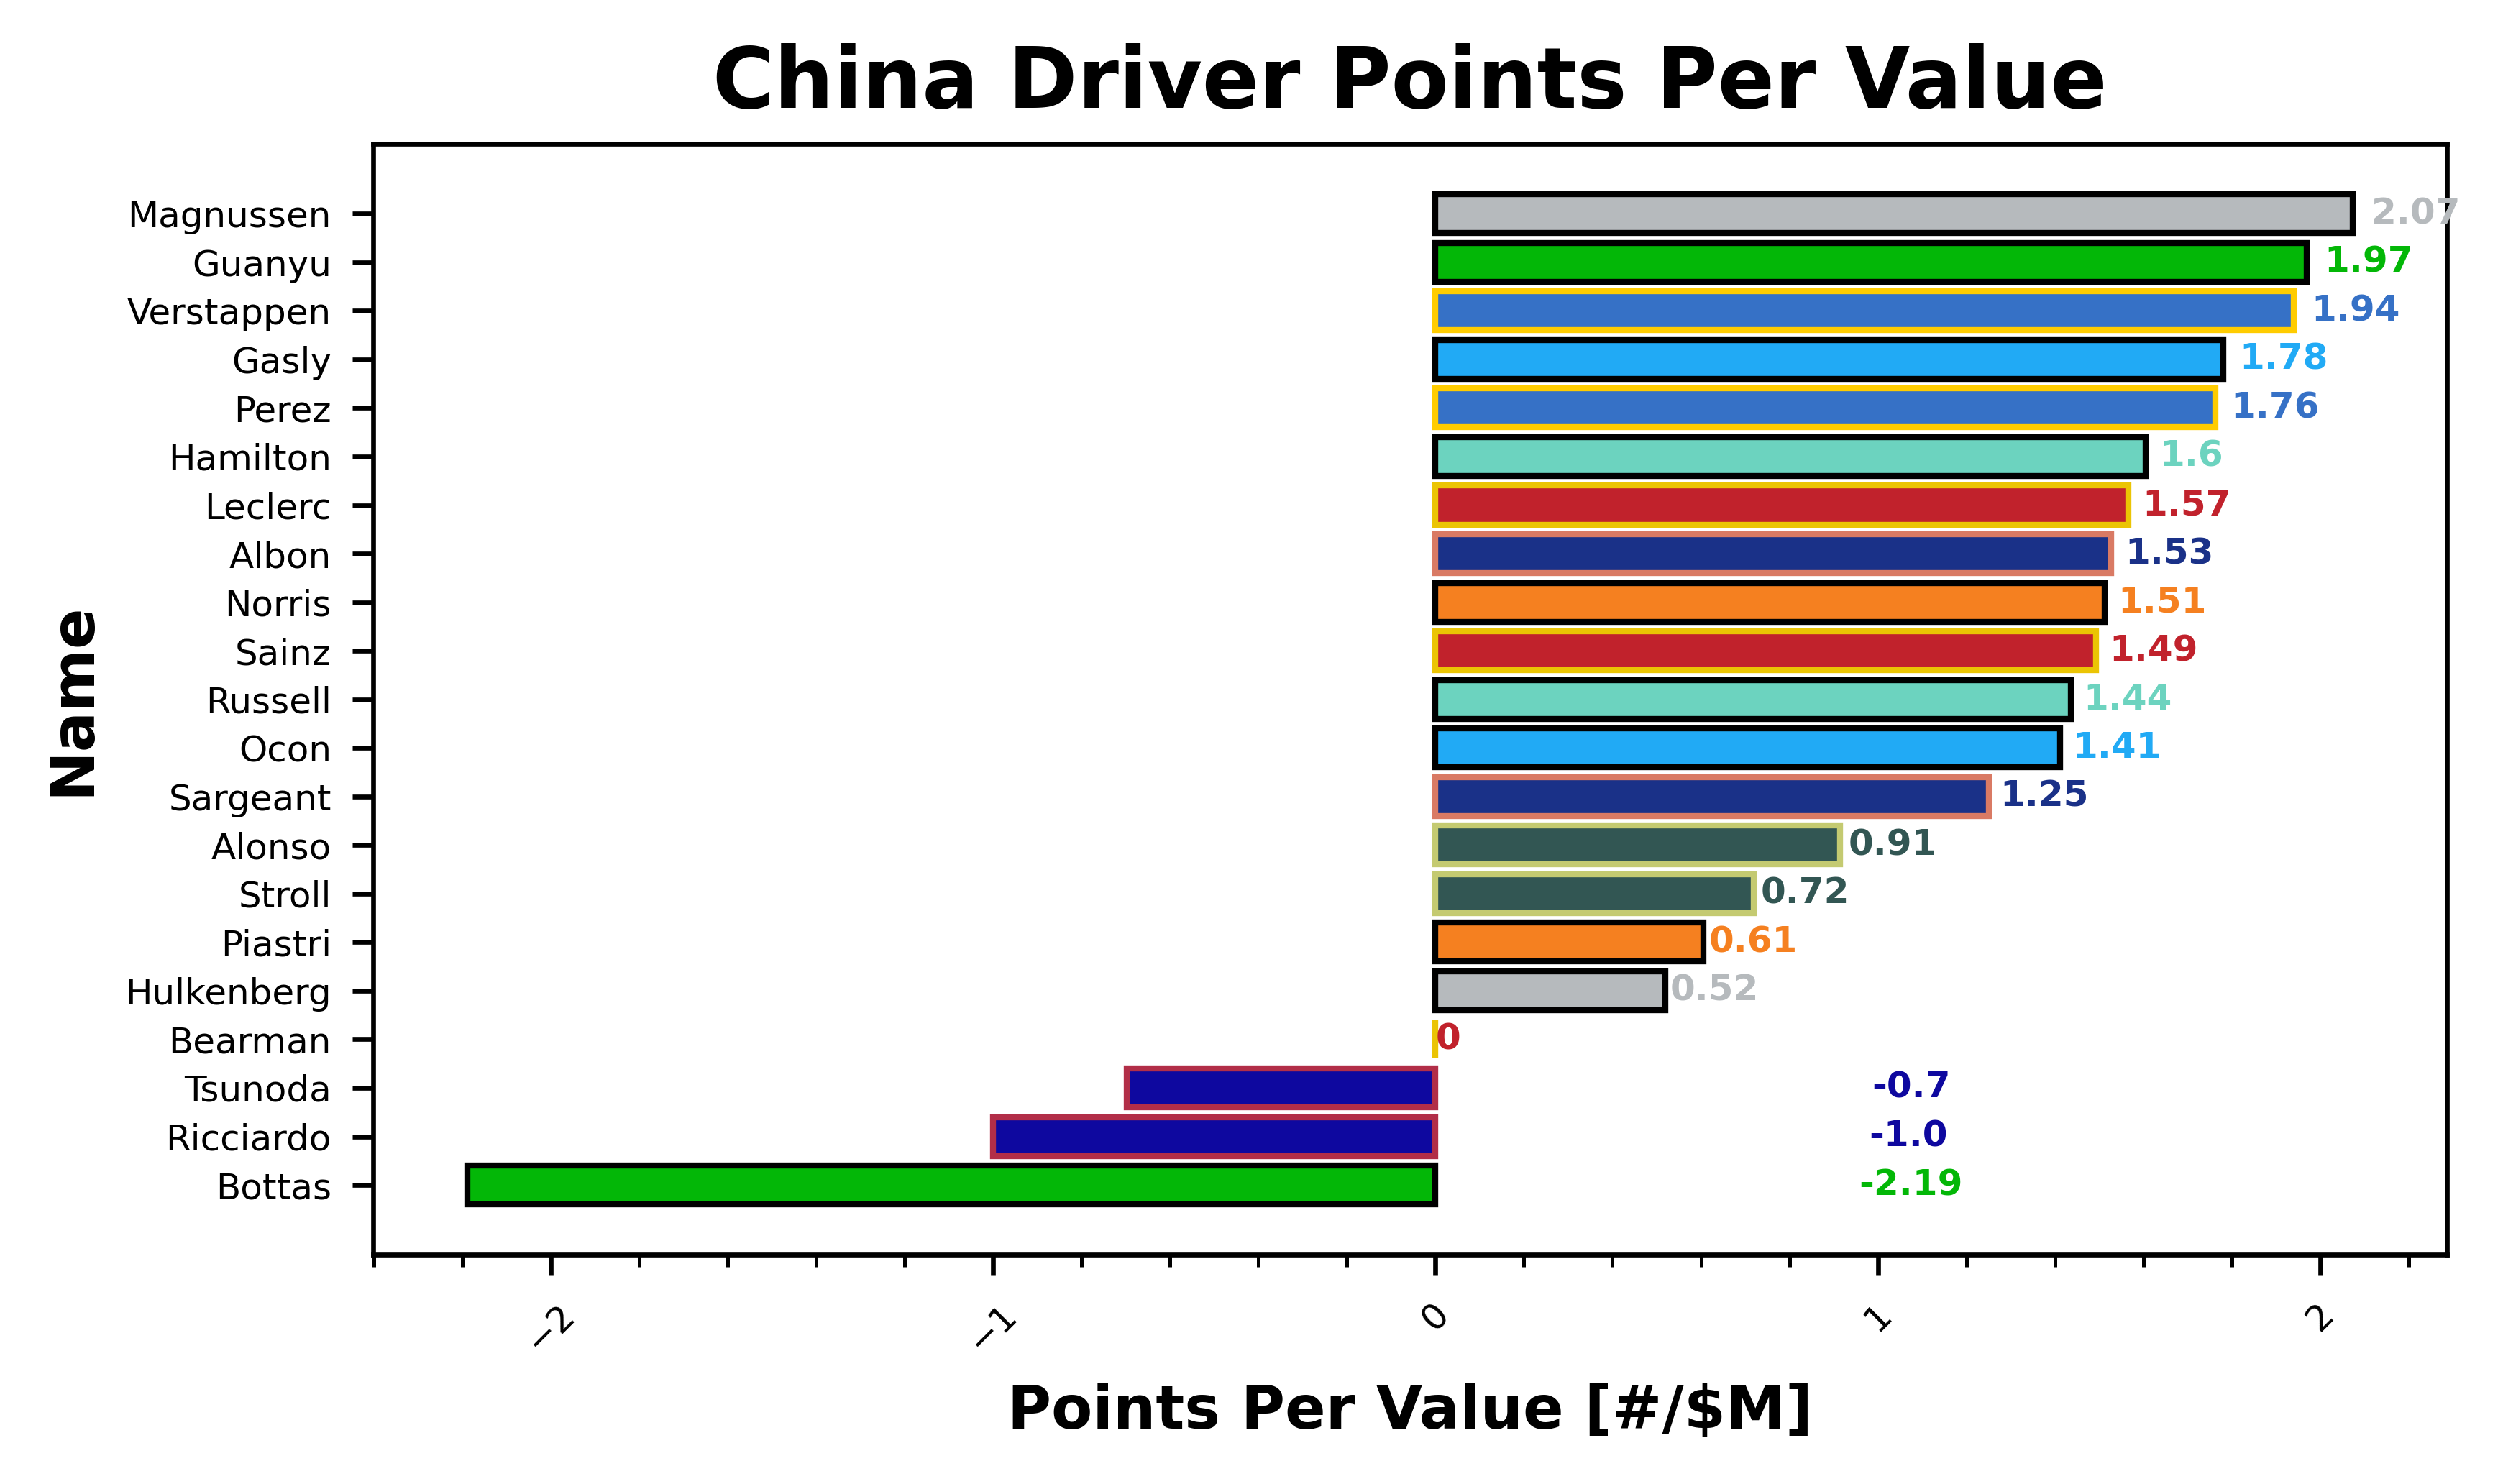 China Driver Points Per Value
Name
Magnussen 2.07
Guanyu 1.97
Verstappen 1.94
Gasly 1.78
Perez 1.76
Hamilton 1.6
Leclerc 1.57
Albon 1.53
Norris 1.51
Sainz 1.49
Russell 1.44
Ocon 1.41
Sargeant 1.25
Alonso 0.91
Stroll 0.72
Piastri 0.61
Hulkenberg 0.52
Bearman 0
Tsunoda -0.7
Ricciardo -1.0
Bottas -2.19
−2 −1 0 1 2
Points Per Value [#/$M]